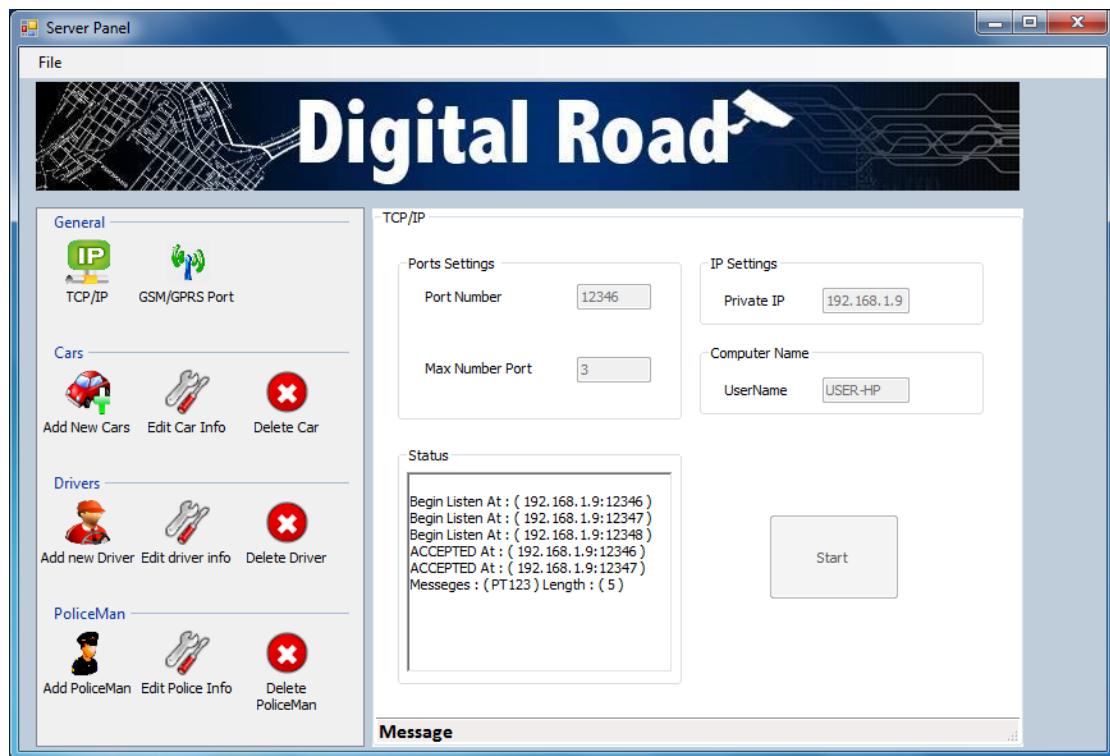 Server Panel
File
Digital Road
General
IP
TCP/IP GSM/GPRS Port
Cars
Add New Cars Edit Car Info Delete Car
Drivers
Add new Driver Edit driver info Delete Driver
PoliceMan
Add PoliceMan Edit Police Info Delete
PoliceMan
TCP/IP
Ports Settings
Port Number 12346
Max Number Port 3
IP Settings
Private IP 192.168.1.9
Computer Name
UserName USER-HP
Status
Begin Listen At : ( 192.168.1.9:12346 )
Begin Listen At : ( 192.168.1.9:12347 )
Begin Listen At : ( 192.168.1.9:12348 )
ACCEPTED At : ( 192.168.1.9:12346 )
ACCEPTED At : ( 192.168.1.9:12347 )
Messeges : ( PT123 ) Length : ( 5 )
Start
Message